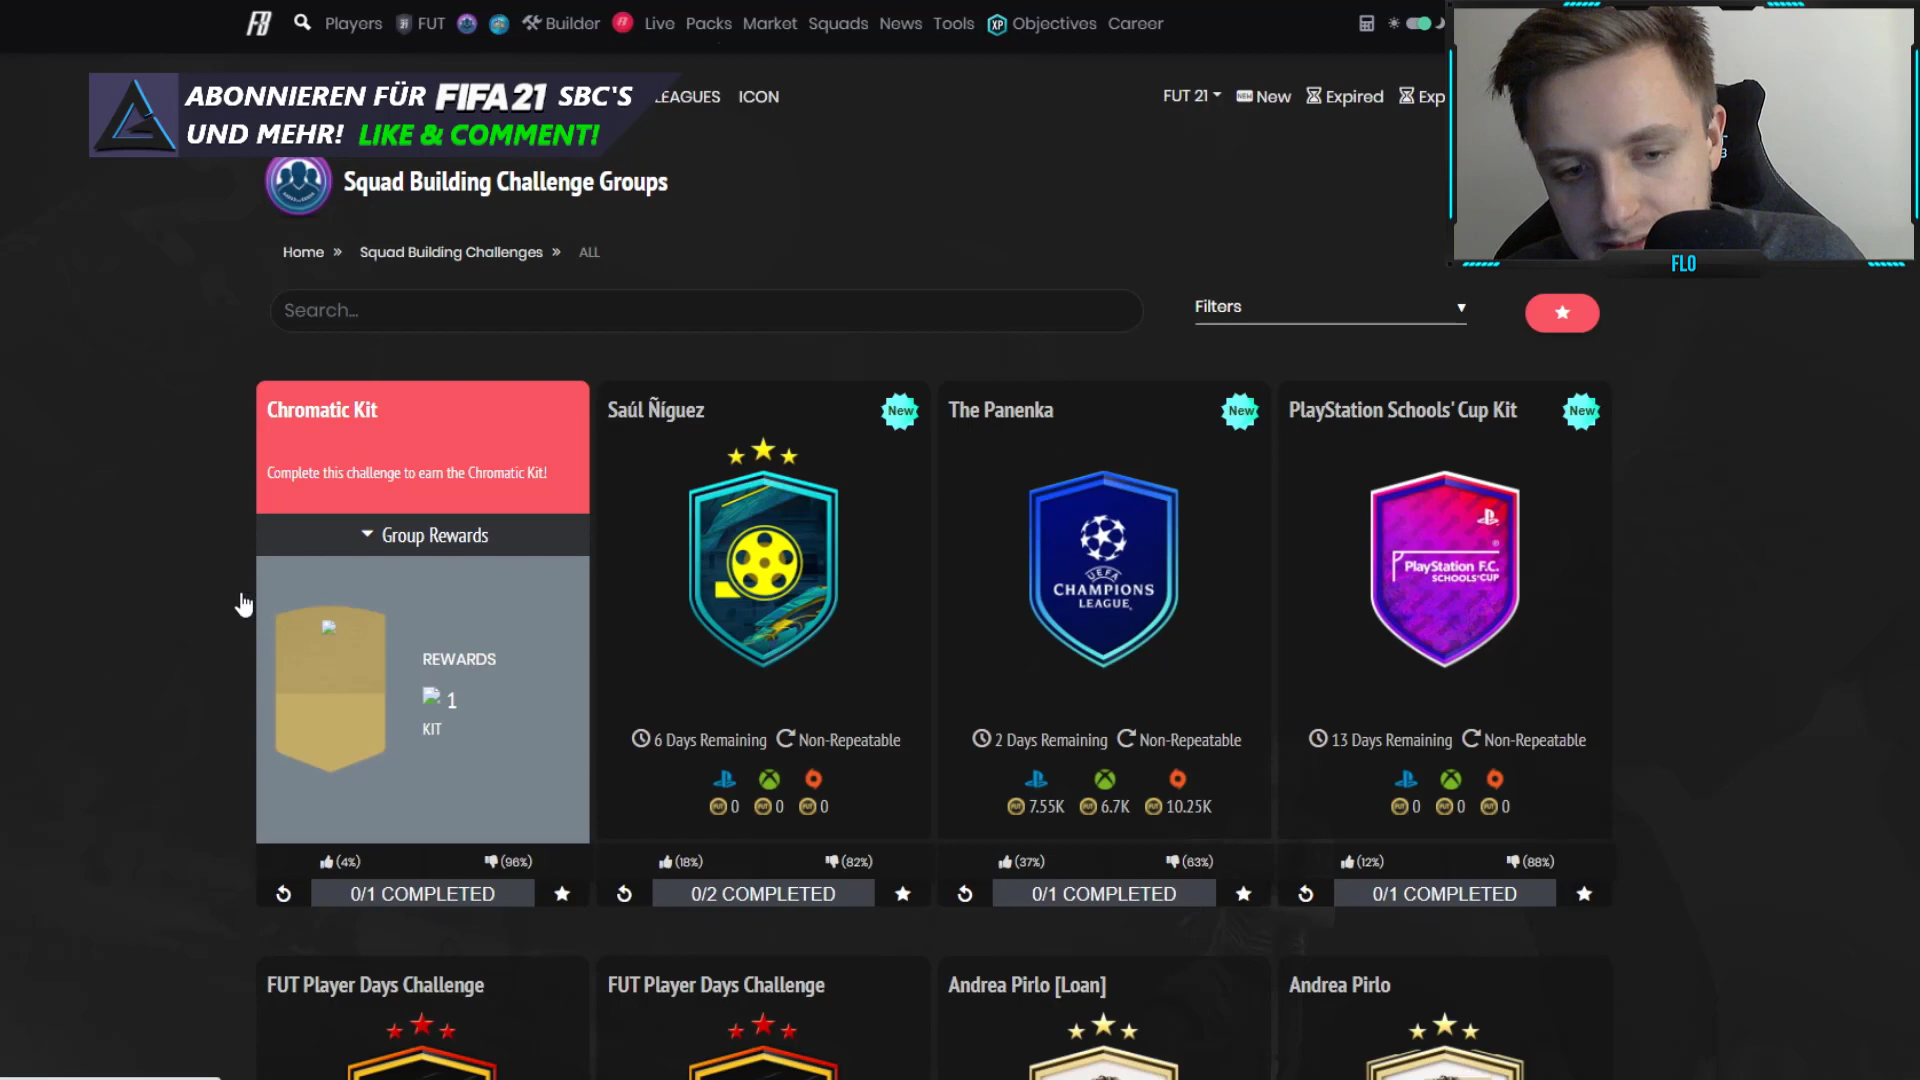 Players FUT Builder Live Packs Market Squads News Tools Objectives Career
ABONNIEREN FÜR FIFA 21 SBC'S
UND MEHR! LIKE & COMMENT!
LEAGUES ICON
FUT 21 New Expired Exp
FLO
Squad Building Challenge Groups
Home » Squad Building Challenges » ALL
Search...
Filters
Chromatic Kit
Complete this challenge to earn the Chromatic Kit!
Group Rewards
REWARDS
1
KIT
(4%) (96%)
0/1 COMPLETED
Saúl Ñíguez
New
6 Days Remaining Non-Repeatable
0 0 0
(18%) (82%)
0/2 COMPLETED
The Panenka
New
UEFA
CHAMPIONS
LEAGUE
2 Days Remaining Non-Repeatable
7.55K 6.7K 10.25K
(37%) (63%)
0/1 COMPLETED
PlayStation Schools' Cup Kit
New
PlayStation F.C.
SCHOOLS' CUP
13 Days Remaining Non-Repeatable
0 0 0
(12%) (88%)
0/1 COMPLETED
FUT Player Days Challenge
FUT Player Days Challenge
Andrea Pirlo [Loan]
Andrea Pirlo